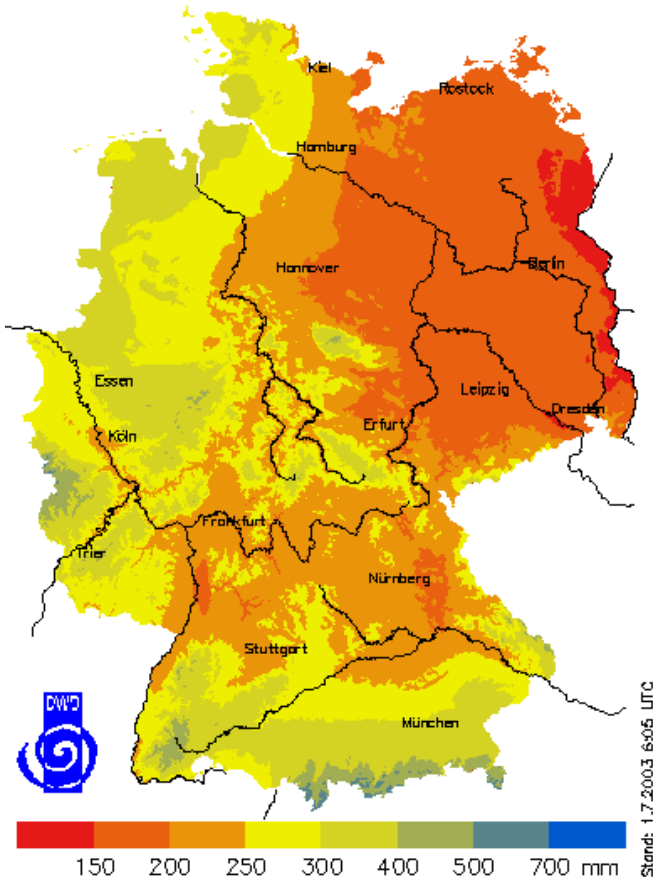 Kiel
Rostock
Hamburg
Hannover
Berlin
Essen
Leipzig
Dresden
Köln
Erfurt
Frankfurt
Trier
Nürnberg
Stuttgart
München
DWD
150 200 250 300 400 500 700 mm
Stand: 1.7.2003 6:05 UTC